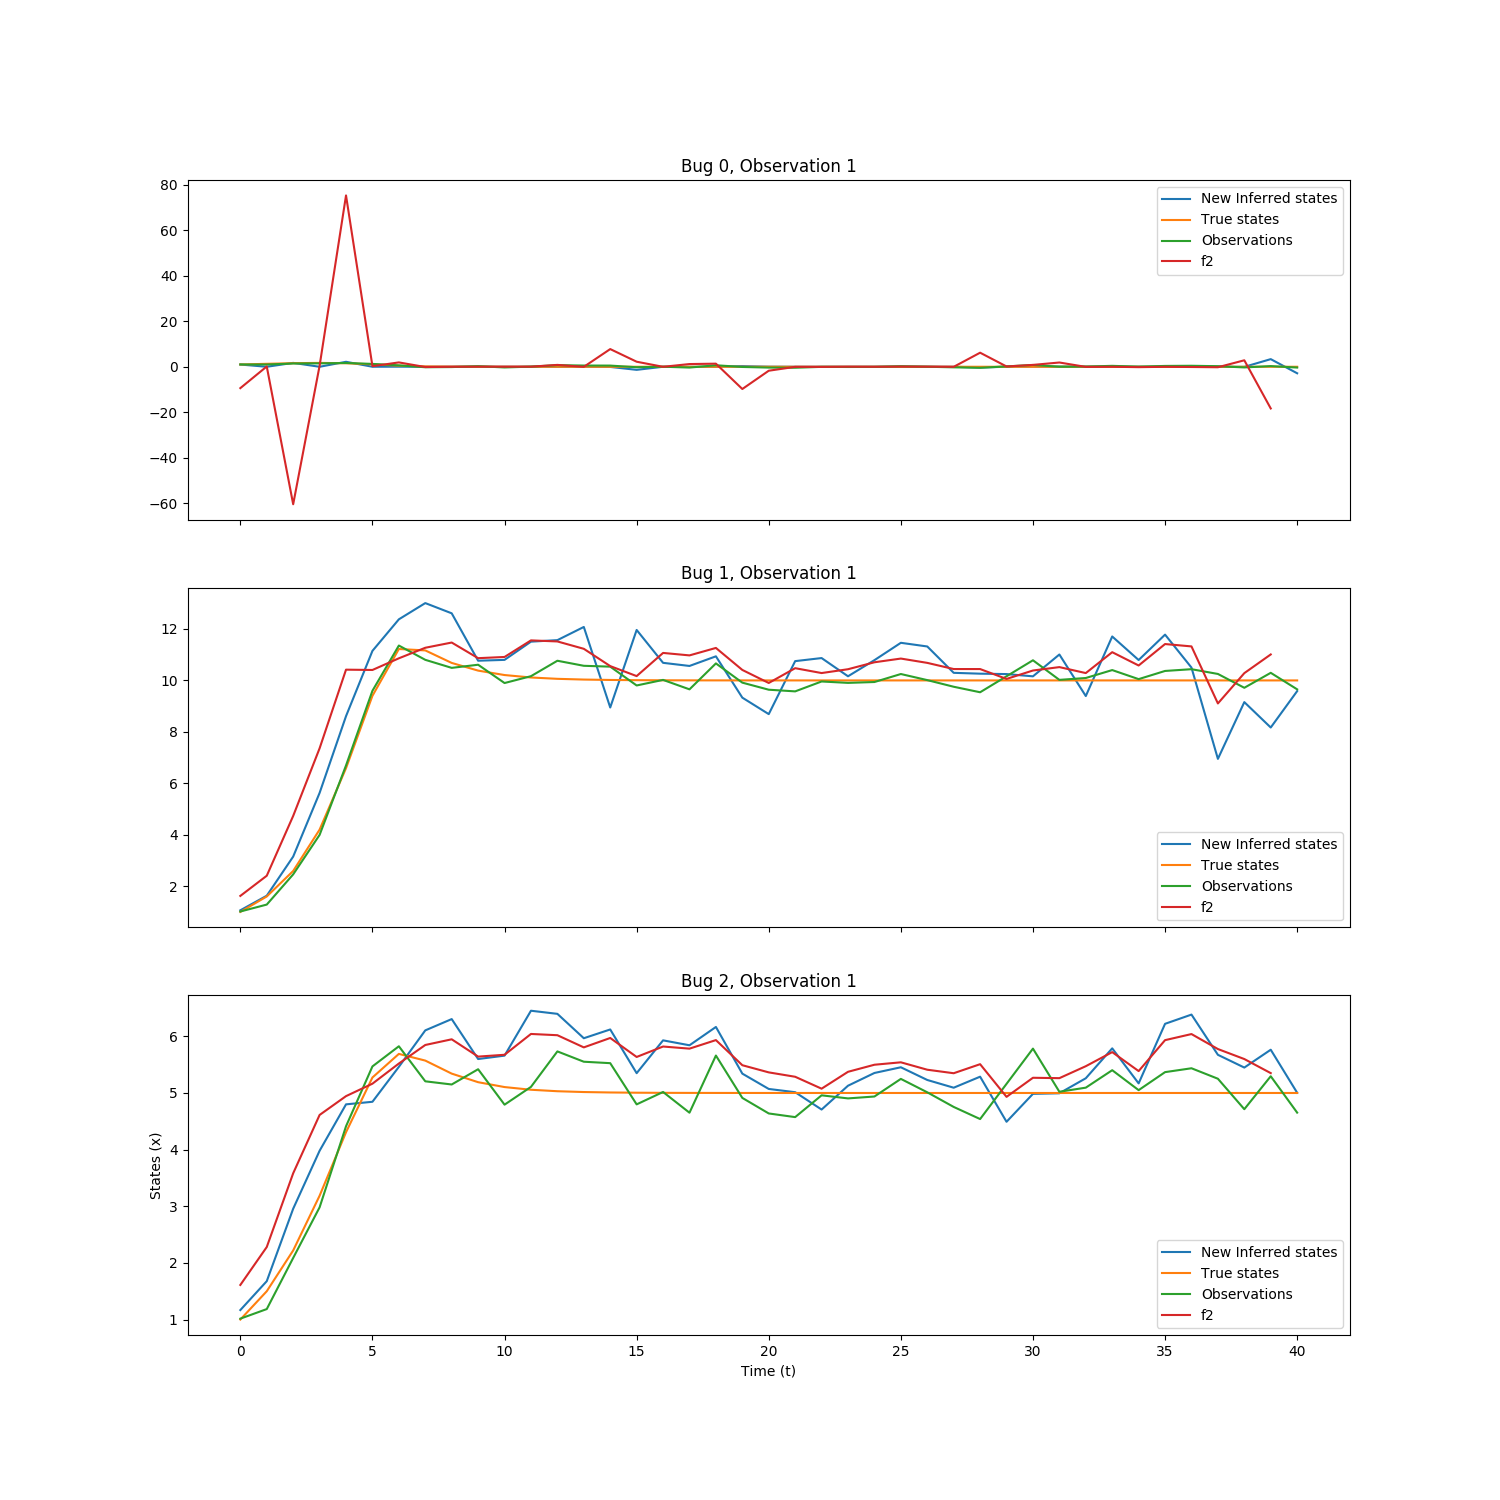 Bug 0, Observation 1
80
60
40
20
0
−20
−40
−60
New Inferred states
True states
Observations
f2
Bug 1, Observation 1
12
10
8
6
4
2
New Inferred states
True states
Observations
f2
Bug 2, Observation 1
States (x)
6
5
4
3
2
1
New Inferred states
True states
Observations
f2
0 5 10 15 20 25 30 35 40
Time (t)